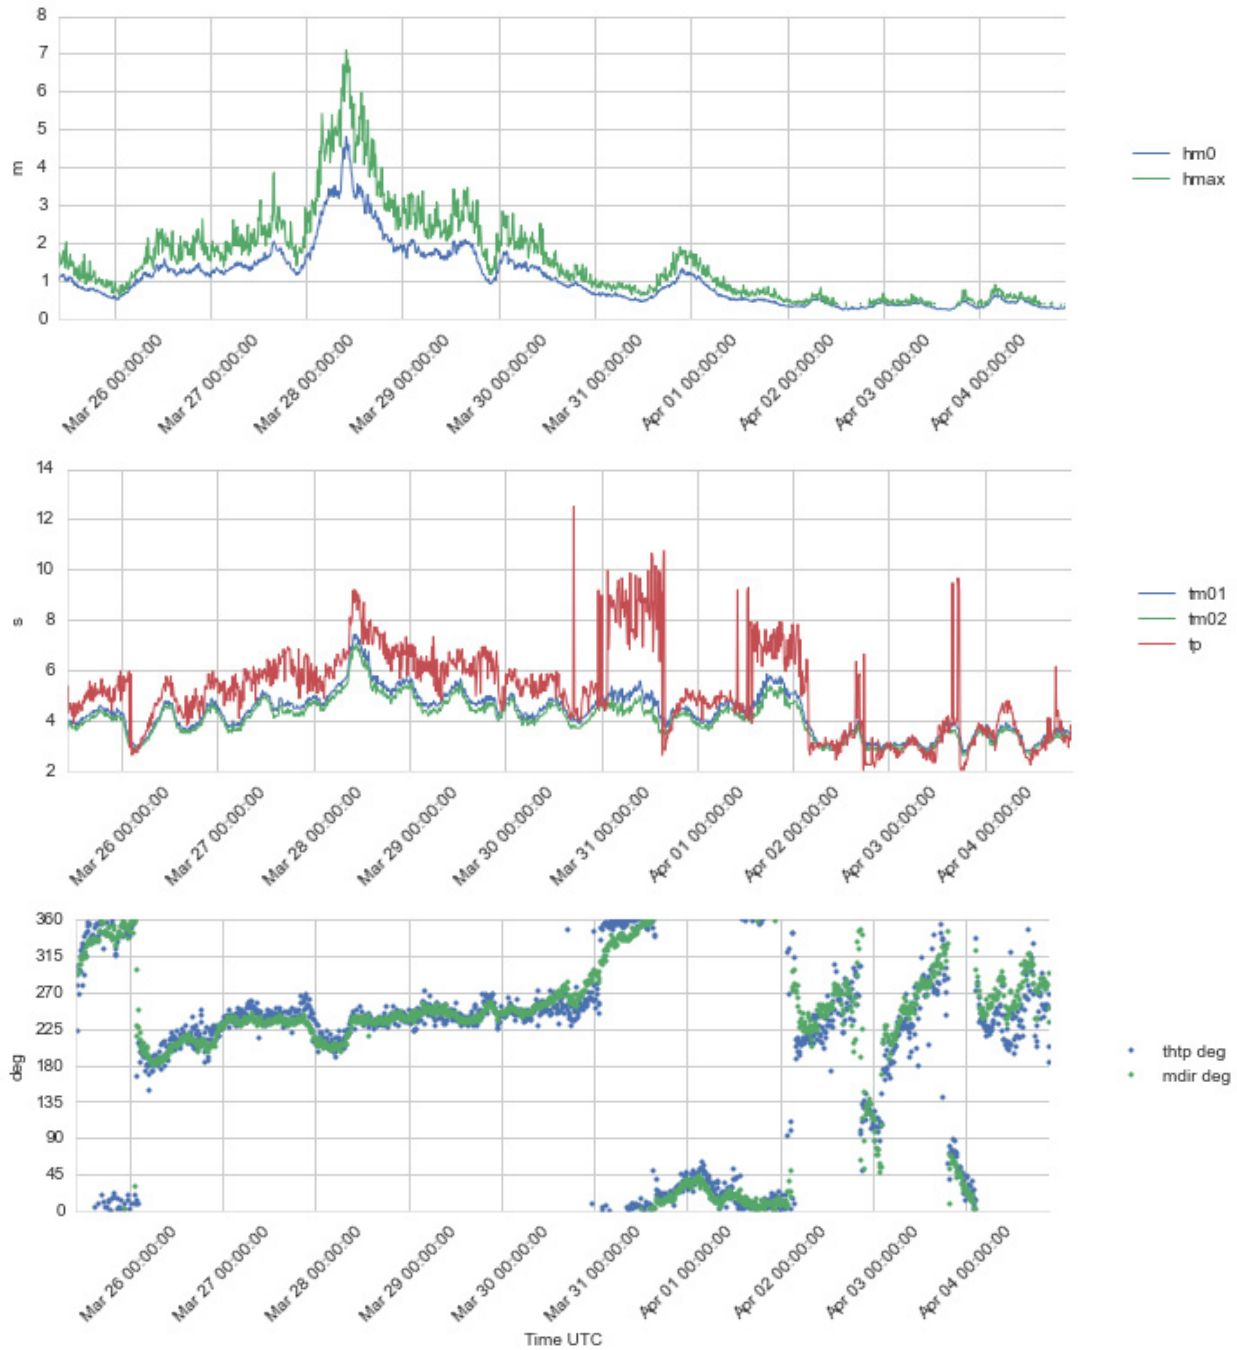 8
7
6
5
4
3
2
1
0
m
hm0
hmax
Mar 26 00:00:00
Mar 27 00:00:00
Mar 28 00:00:00
Mar 29 00:00:00
Mar 30 00:00:00
Mar 31 00:00:00
Apr 01 00:00:00
Apr 02 00:00:00
Apr 03 00:00:00
Apr 04 00:00:00
14
12
10
8
6
4
2
s
tm01
tm02
tp
Mar 26 00:00:00
Mar 27 00:00:00
Mar 28 00:00:00
Mar 29 00:00:00
Mar 30 00:00:00
Mar 31 00:00:00
Apr 01 00:00:00
Apr 02 00:00:00
Apr 03 00:00:00
Apr 04 00:00:00
360
315
270
225
180
135
90
45
0
deg
thtp deg
mdir deg
Mar 26 00:00:00
Mar 27 00:00:00
Mar 28 00:00:00
Mar 29 00:00:00
Mar 30 00:00:00
Mar 31 00:00:00
Apr 01 00:00:00
Apr 02 00:00:00
Apr 03 00:00:00
Apr 04 00:00:00
Time UTC